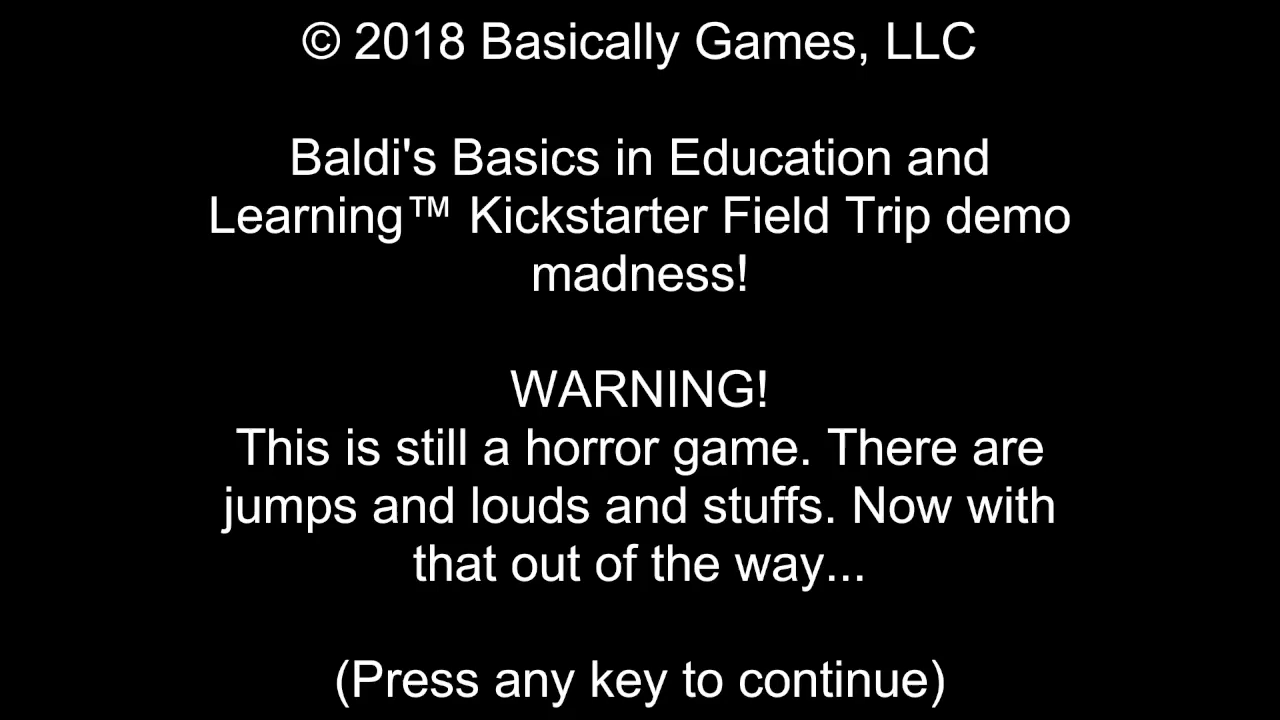 © 2018 Basically Games, LLC
Baldi's Basics in Education and
Learning™ Kickstarter Field Trip demo
madness!
WARNING!
This is still a horror game. There are
jumps and louds and stuffs. Now with
that out of the way...
(Press any key to continue)